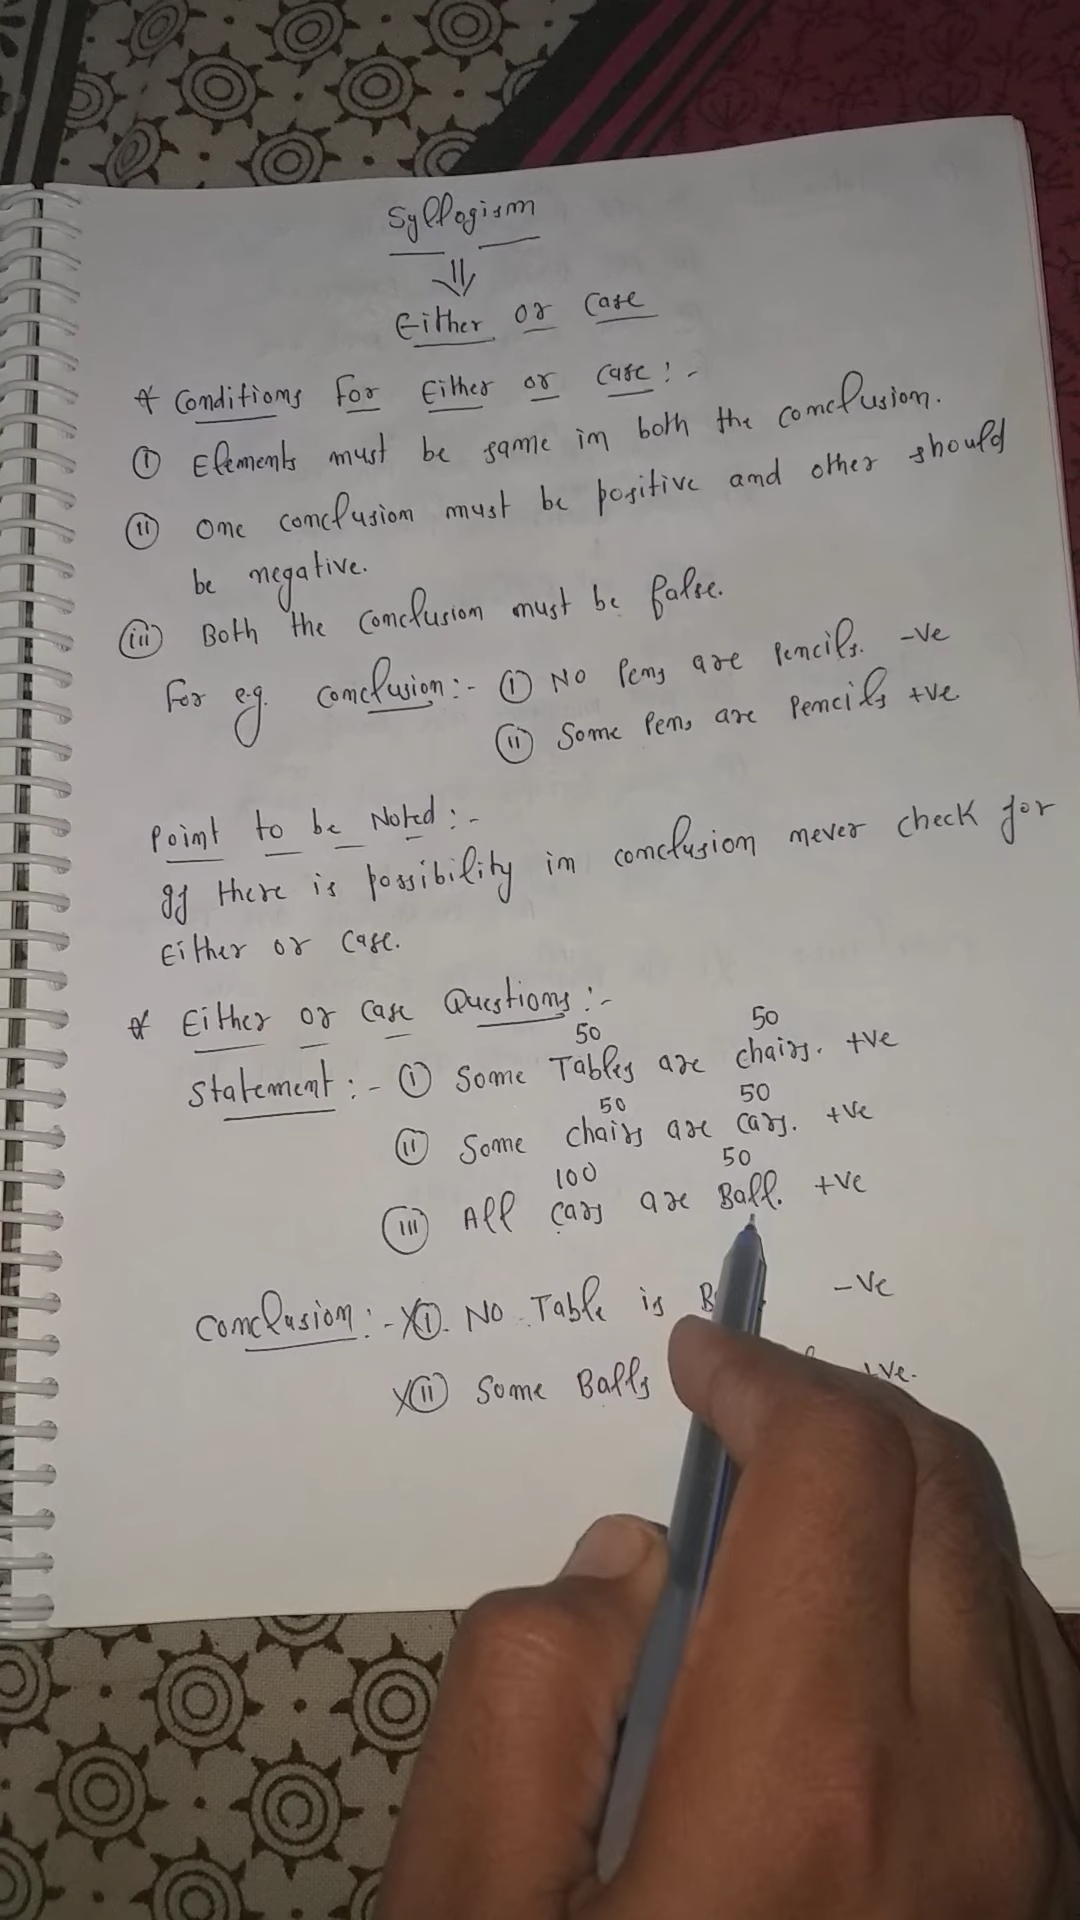 Syllogism
⇓
Either or Case
* Conditions For Either or Case :-
(i) Elements must be same in both the conclusion.
(ii) One conclusion must be positive and other should
be negative.
(iii) Both the conclusion must be false.
For e.g. conclusion :- (i) No Pens are Pencils. -ve
(ii) Some Pens are Pencils +ve
Point to be Noted :-
If there is possibility in conclusion never check for
Either or Case.
* Either or Case Questions :-
50 50
Statement :- (i) Some Tables are chairs. +ve
50 50
(ii) Some chairs are cars. +ve
100 50
(iii) All cars are Ball. +ve
Conclusion :- X(i). No Table is -ve
X(ii) Some Balls +ve.